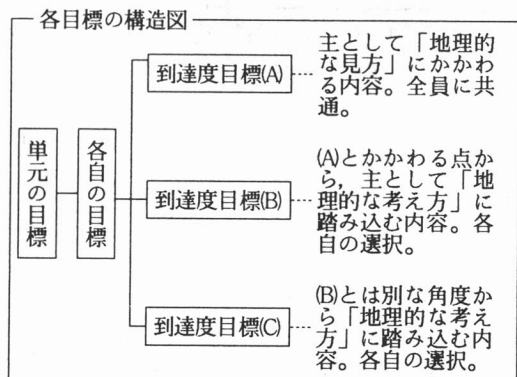 各目標の構造図
単元の目標
各自の目標
到達度目標(A)
主として「地理的
な見方」にかかわ
る内容。全員に共
通。
到達度目標(B)
(A)とかかわる点か
ら，主として「地
理的な考え方」に
踏み込む内容。各
自の選択。
到達度目標(C)
(B)とは別な角度か
ら「地理的な考え
方」に踏み込む内
容。各自の選択。